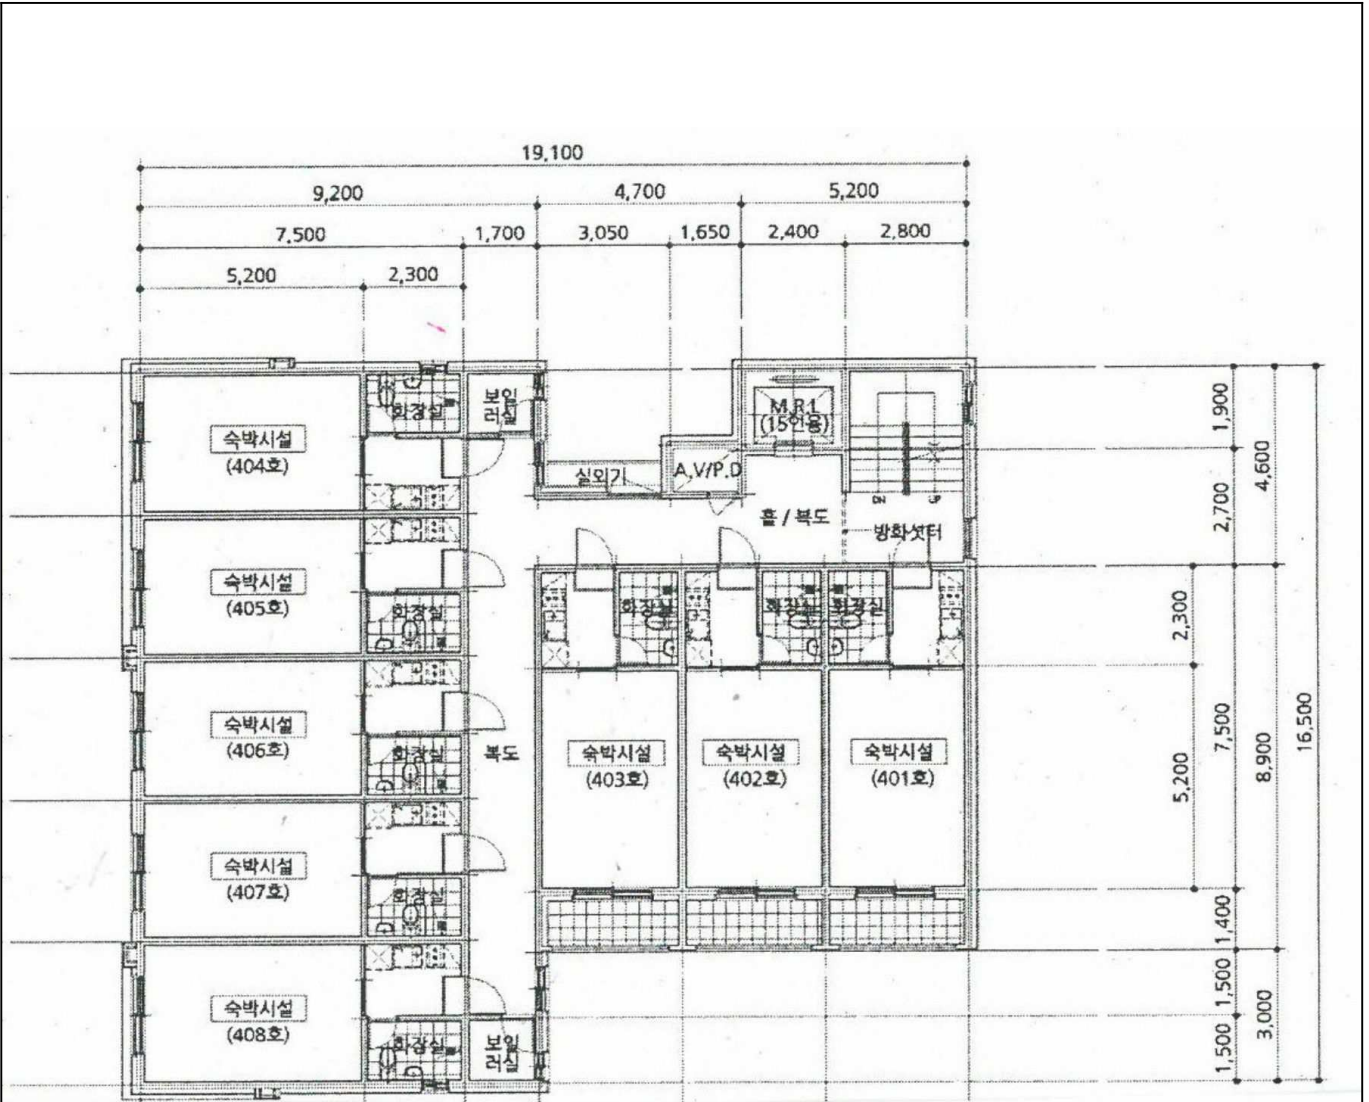 19,100
9,200
4,700
5,200
7,500
1,700
3,050
1,650
2,400
2,800
5,200
2,300
화장실
보일
러실
숙박시설
(404호)
M.R.L
(15인용)
실외기
A.V/P.D
홀 / 복도
방화셧터
DN
UP
숙박시설
(405호)
화장실
화장실
화장실
화장실
숙박시설
(406호)
화장실
복도
숙박시설
(403호)
숙박시설
(402호)
숙박시설
(401호)
숙박시설
(407호)
화장실
숙박시설
(408호)
화장실
보일
러실
1,900
2,700
4,600
2,300
5,200
7,500
8,900
16,500
1,400
1,500
1,500
3,000